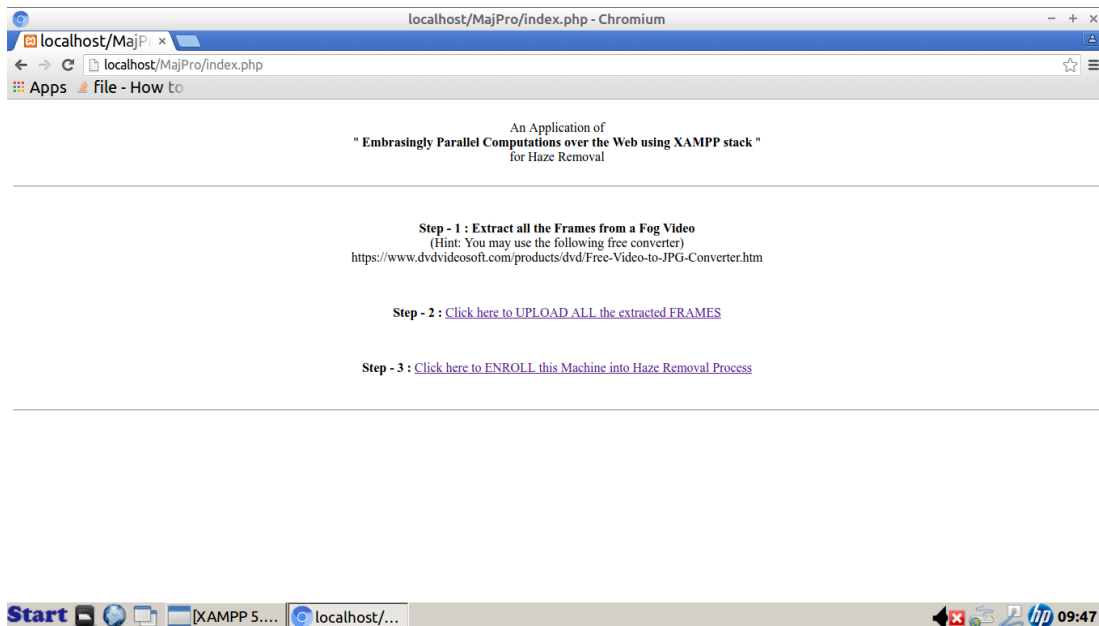 localhost/MajPro/index.php - Chromium
localhost/MajP
localhost/MajPro/index.php
Apps file - How to
An Application of
" Embrasingly Parallel Computations over the Web using XAMPP stack "
for Haze Removal
Step - 1 : Extract all the Frames from a Fog Video
(Hint: You may use the following free converter)
https://www.dvdvideosoft.com/products/dvd/Free-Video-to-JPG-Converter.htm
Step - 2 : Click here to UPLOAD ALL the extracted FRAMES
Step - 3 : Click here to ENROLL this Machine into Haze Removal Process
Start [XAMPP 5.... localhost/... hp 09:47